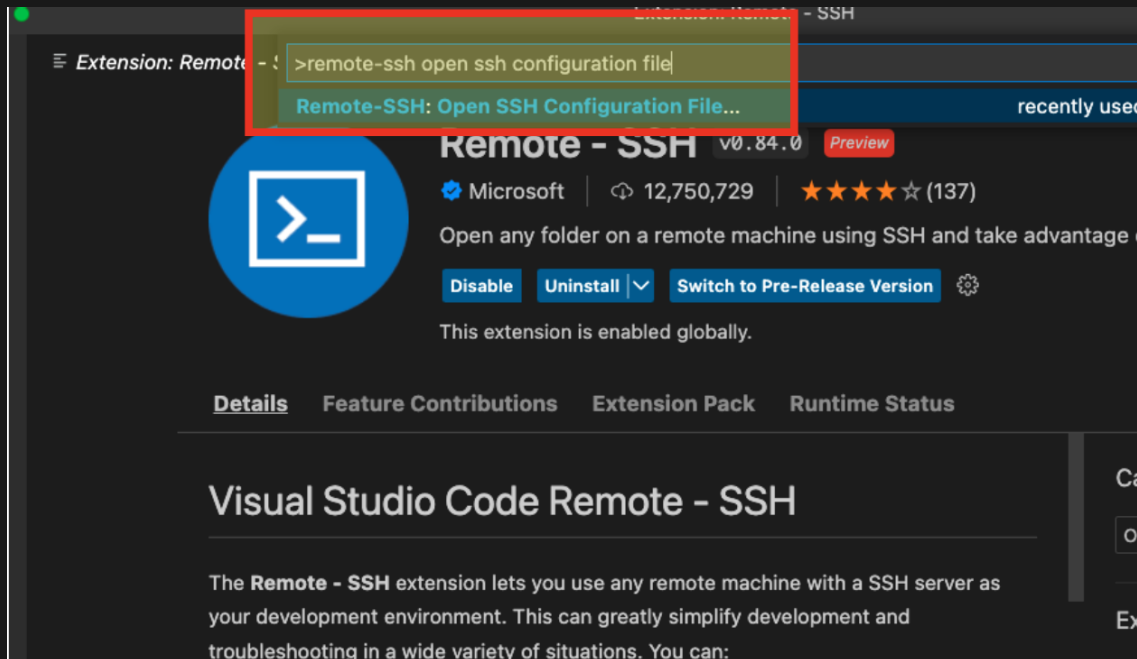 Extension: Remote - SSH
Extension: Remote - S
>remote-ssh open ssh configuration file
Remote-SSH: Open SSH Configuration File...
recently used
Remote - SSH v0.84.0 Preview
Microsoft 12,750,729 (137)
Open any folder on a remote machine using SSH and take advantage
Disable Uninstall Switch to Pre-Release Version
This extension is enabled globally.
Details Feature Contributions Extension Pack Runtime Status
Visual Studio Code Remote - SSH
The Remote - SSH extension lets you use any remote machine with a SSH server as
your development environment. This can greatly simplify development and
troubleshooting in a wide variety of situations. You can: